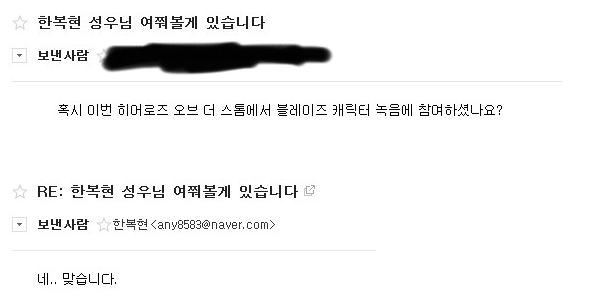 한복현 성우님 여쭤볼게 있습니다
보낸사람
혹시 이번 히어로즈 오브 더 스톰에서 블레이즈 캐릭터 녹음에 참여하셨나요?
RE: 한복현 성우님 여쭤볼게 있습니다
보낸사람 한복현<any8583@naver.com>
네.. 맞습니다.